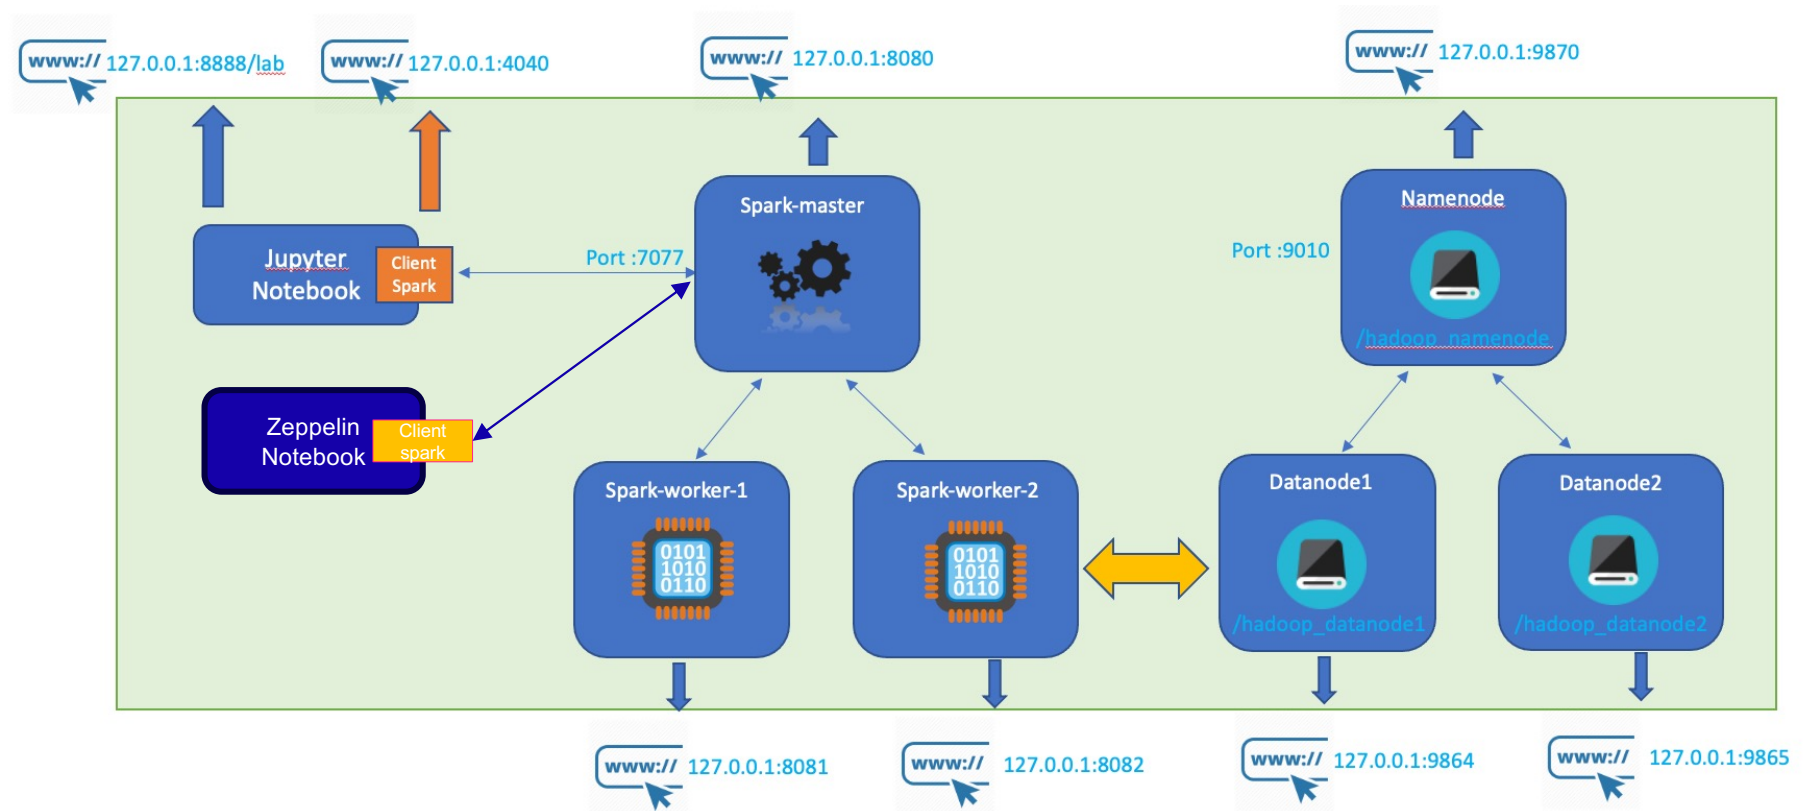 www:// 127.0.0.1:8888/lab
www:// 127.0.0.1:4040
www:// 127.0.0.1:8080
www:// 127.0.0.1:9870
Spark-master
Namenode
Jupyter
Notebook
Client
Spark
Port :7077
Port :9010
/hadoop_namenode
Zeppelin
Notebook
Client
spark
Spark-worker-1
0101
1010
0110
Spark-worker-2
0101
1010
0110
Datanode1
/hadoop_datanode1
Datanode2
/hadoop_datanode2
www:// 127.0.0.1:8081
www:// 127.0.0.1:8082
www:// 127.0.0.1:9864
www:// 127.0.0.1:9865